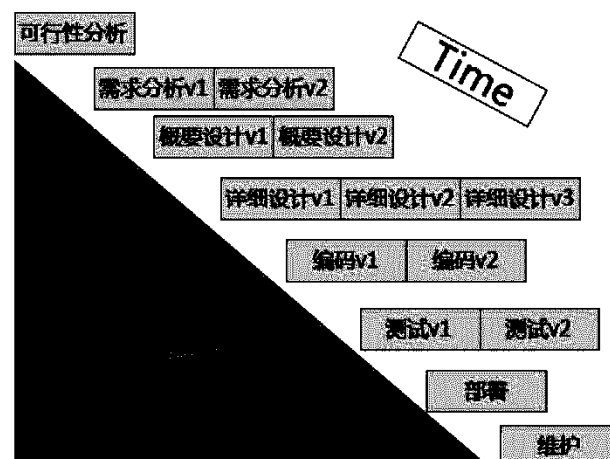 可行性分析
Time
需求分析v1 需求分析v2
概要设计v1 概要设计v2
详细设计v1 详细设计v2 详细设计v3
编码v1 编码v2
测试v1 测试v2
部署
维护